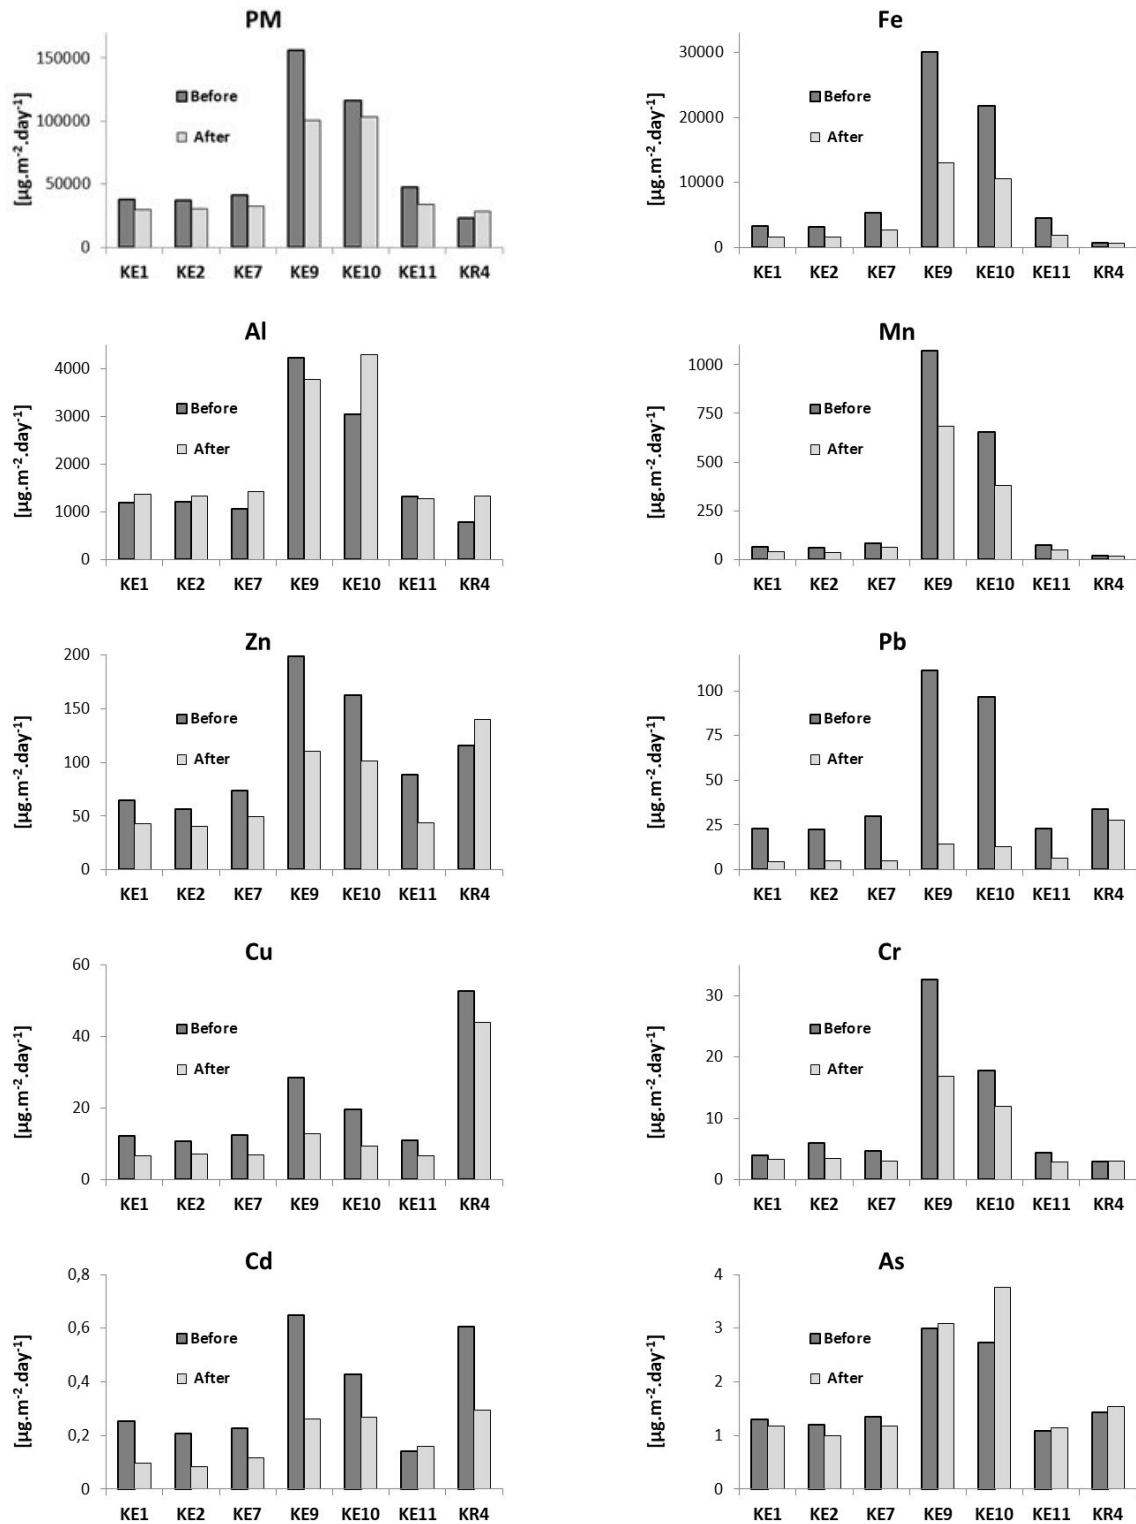 PM
[µg.m-2.day-1]
150000
100000
50000
0
Before
After
KE1 KE2 KE7 KE9 KE10 KE11 KR4
Fe
[µg.m-2.day-1]
30000
20000
10000
0
Before
After
KE1 KE2 KE7 KE9 KE10 KE11 KR4
Al
[µg.m-2.day-1]
4000
3000
2000
1000
0
Before
After
KE1 KE2 KE7 KE9 KE10 KE11 KR4
Mn
[µg.m-2.day-1]
1000
750
500
250
0
Before
After
KE1 KE2 KE7 KE9 KE10 KE11 KR4
Zn
[µg.m-2.day-1]
200
150
100
50
0
Before
After
KE1 KE2 KE7 KE9 KE10 KE11 KR4
Pb
[µg.m-2.day-1]
100
75
50
25
0
Before
After
KE1 KE2 KE7 KE9 KE10 KE11 KR4
Cu
[µg.m-2.day-1]
60
40
20
0
Before
After
KE1 KE2 KE7 KE9 KE10 KE11 KR4
Cr
[µg.m-2.day-1]
30
20
10
0
Before
After
KE1 KE2 KE7 KE9 KE10 KE11 KR4
Cd
[µg.m-2.day-1]
0,8
0,6
0,4
0,2
0
Before
After
KE1 KE2 KE7 KE9 KE10 KE11 KR4
As
[µg.m-2.day-1]
4
3
2
1
0
Before
After
KE1 KE2 KE7 KE9 KE10 KE11 KR4